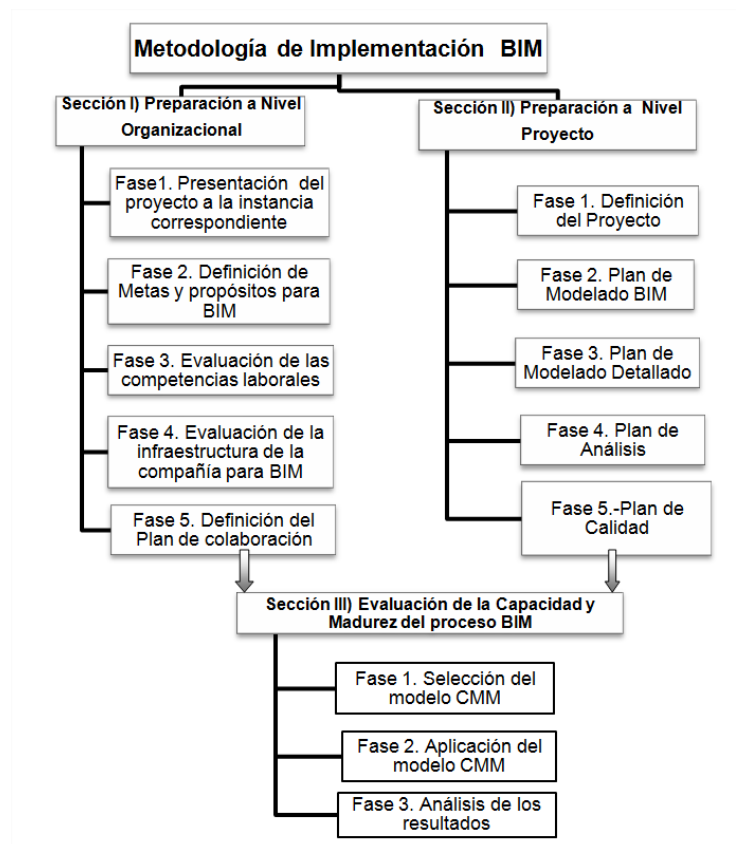 Metodología de Implementación BIM
Sección I) Preparación a Nivel
Organizacional
Fase1. Presentación del
proyecto a la instancia
correspondiente
Fase 2. Definición de
Metas y propósitos para
BIM
Fase 3. Evaluación de las
competencias laborales
Fase 4. Evaluación de la
infraestructura de la
compañía para BIM
Fase 5. Definición del
Plan de colaboración
Sección II) Preparación a Nivel
Proyecto
Fase 1. Definición
del Proyecto
Fase 2. Plan de
Modelado BIM
Fase 3. Plan de
Modelado Detallado
Fase 4. Plan de
Análisis
Fase 5.-Plan de
Calidad
Sección III) Evaluación de la Capacidad y
Madurez del proceso BIM
Fase 1. Selección del
modelo CMM
Fase 2. Aplicación del
modelo CMM
Fase 3. Análisis de los
resultados